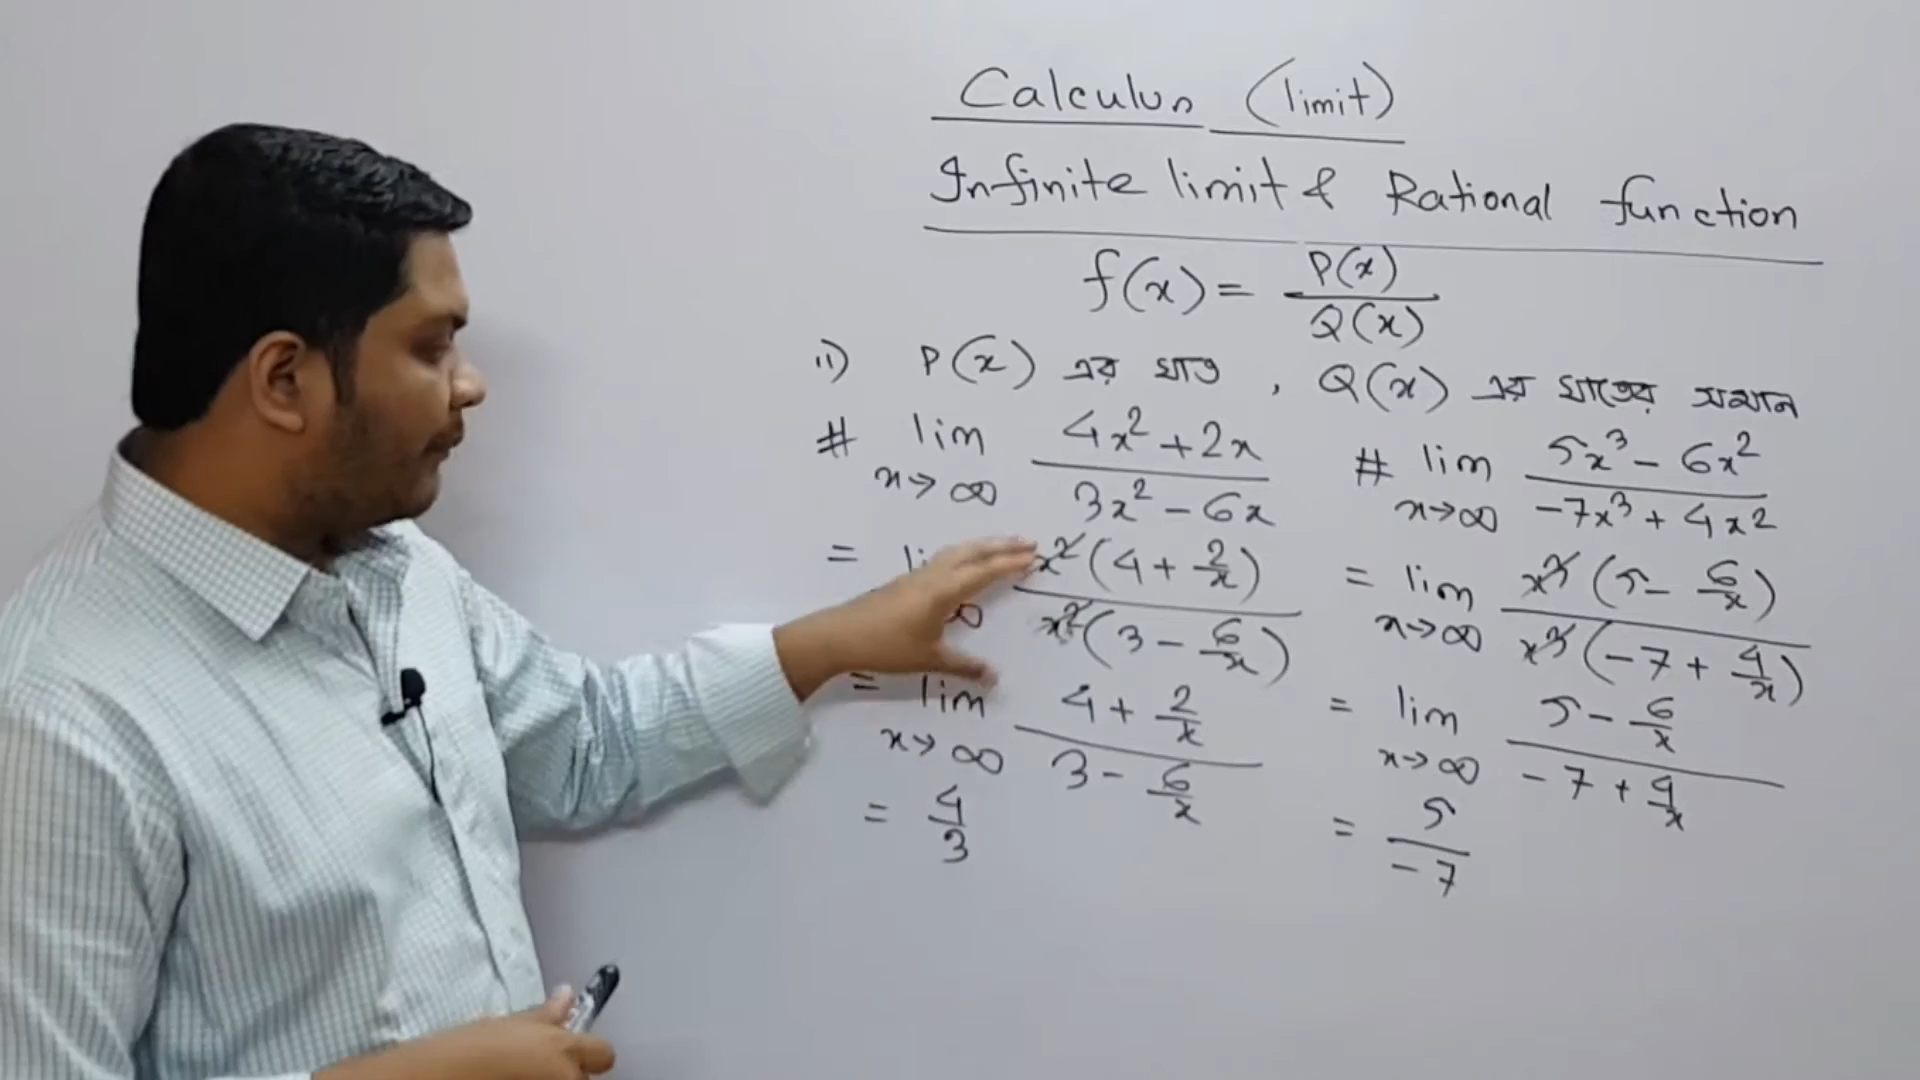 Calculus (limit)
Infinite limit & Rational function
f(x) = P(x) / Q(x)
ii) P(x) এর ঘাত , Q(x) এর ঘাতের সমান
# lim x→∞ (4x² + 2x) / (3x² - 6x)
= lim ∞ x²(4 + 2/x) / x²(3 - 6/x)
= lim x→∞ (4 + 2/x) / (3 - 6/x)
= 4/3
# lim x→∞ (5x³ - 6x²) / (-7x³ + 4x²)
= lim x→∞ x³(5 - 6/x) / x³(-7 + 4/x)
= lim x→∞ (5 - 6/x) / (-7 + 4/x)
= 5/-7